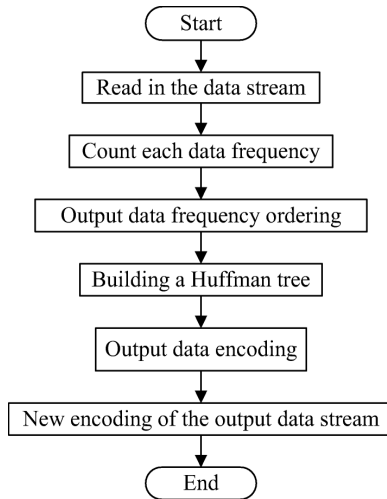 Start
Read in the data stream
Count each data frequency
Output data frequency ordering
Building a Huffman tree
Output data encoding
New encoding of the output data stream
End